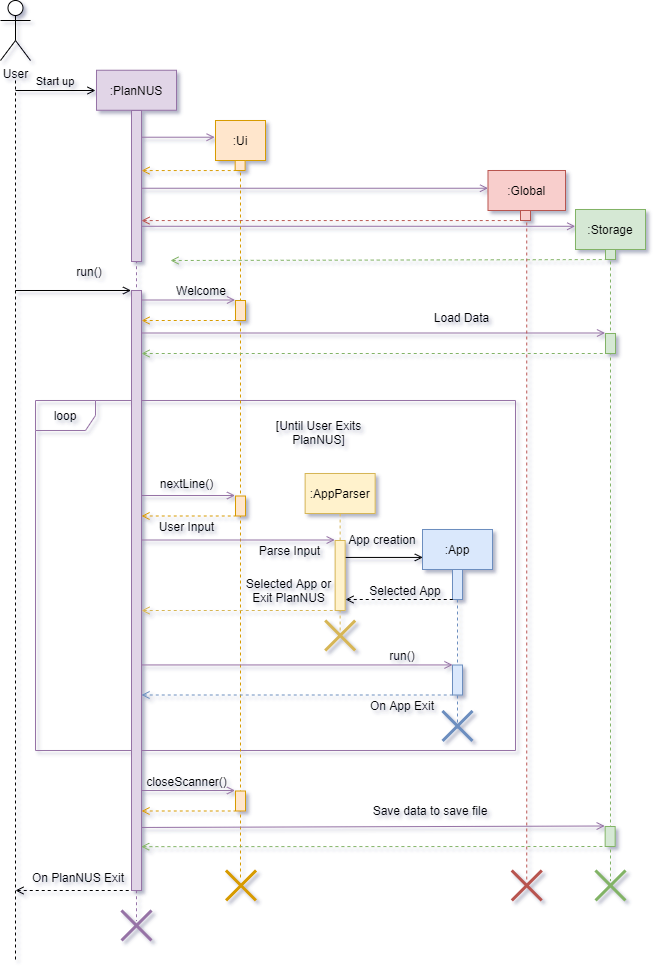 User
Start up
:PlanNUS
:Ui
:Global
:Storage
run()
Welcome
Load Data
loop
[Until User Exits
PlanNUS]
:AppParser
nextLine()
User Input
App creation
:App
Parse Input
Selected App or
Exit PlanNUS
Selected App
run()
On App Exit
closeScanner()
Save data to save file
On PlanNUS Exit